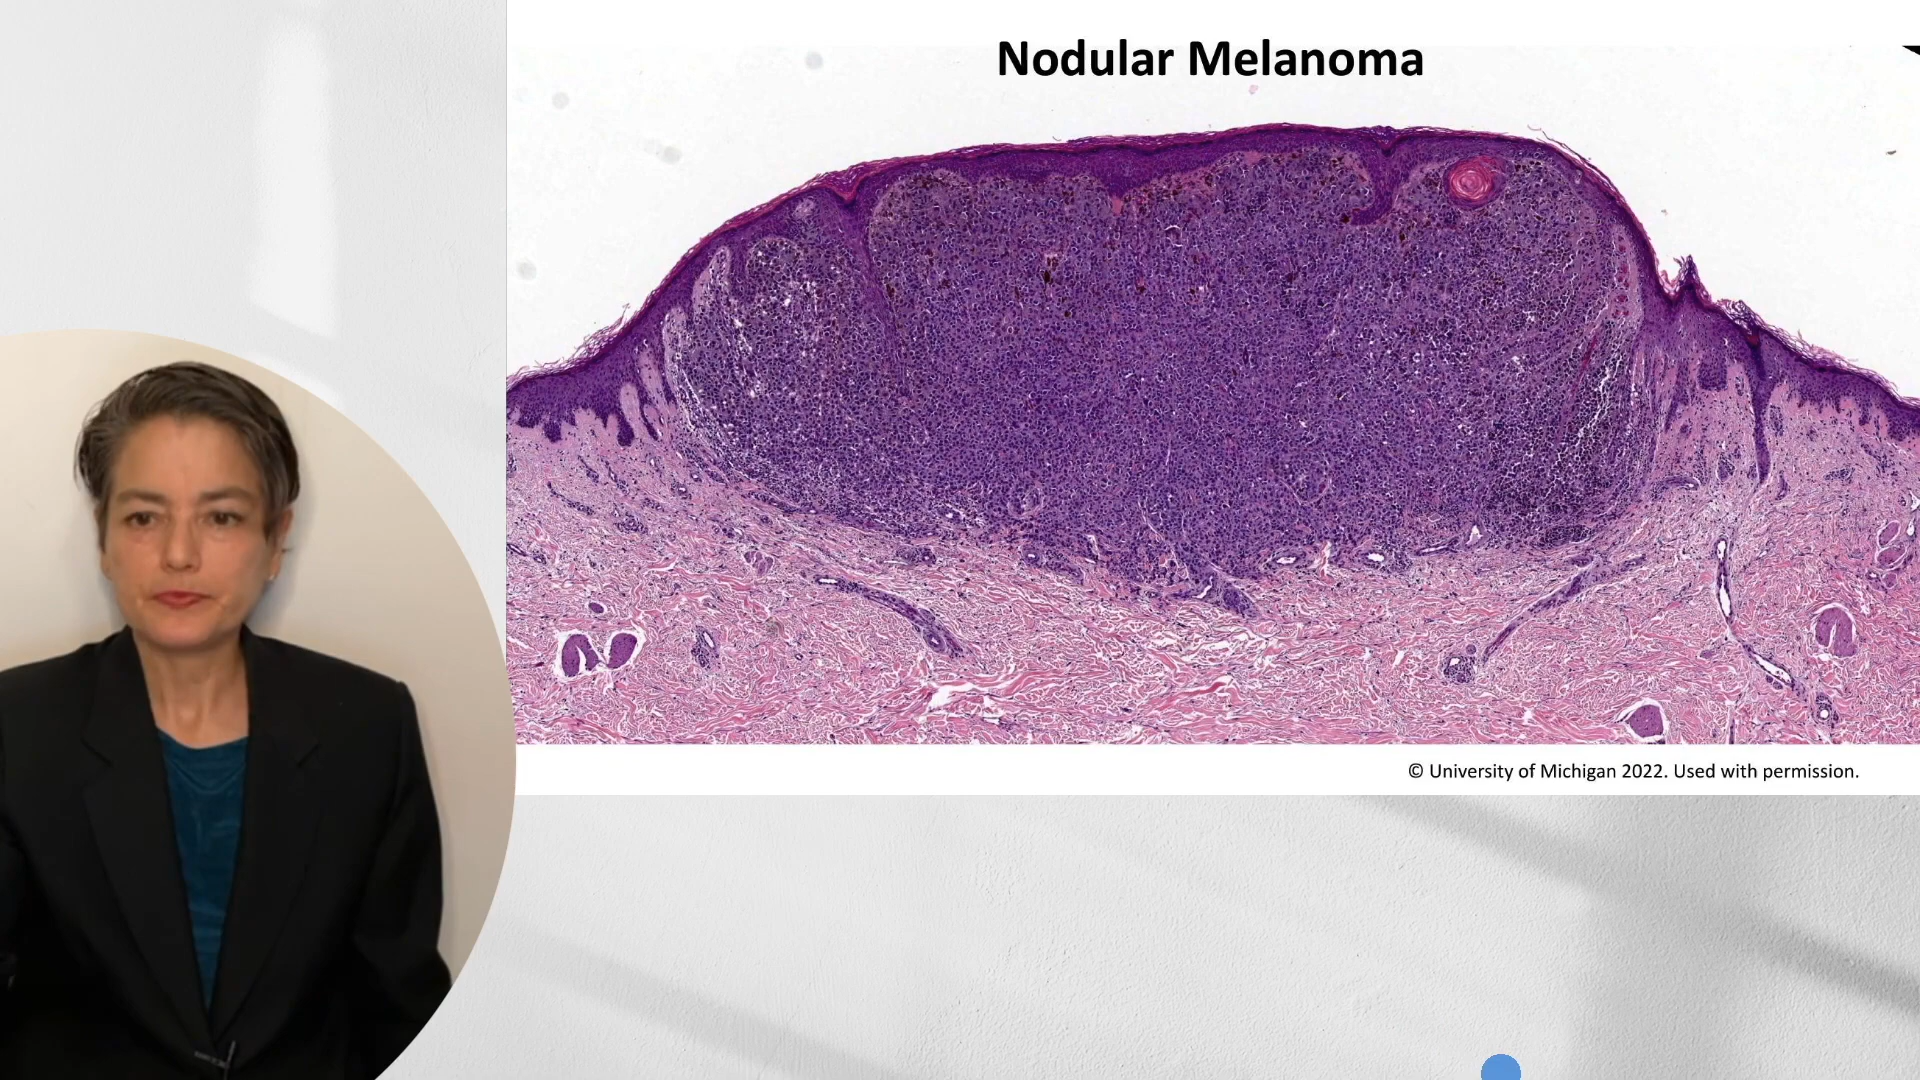 Nodular Melanoma
© University of Michigan 2022. Used with permission.